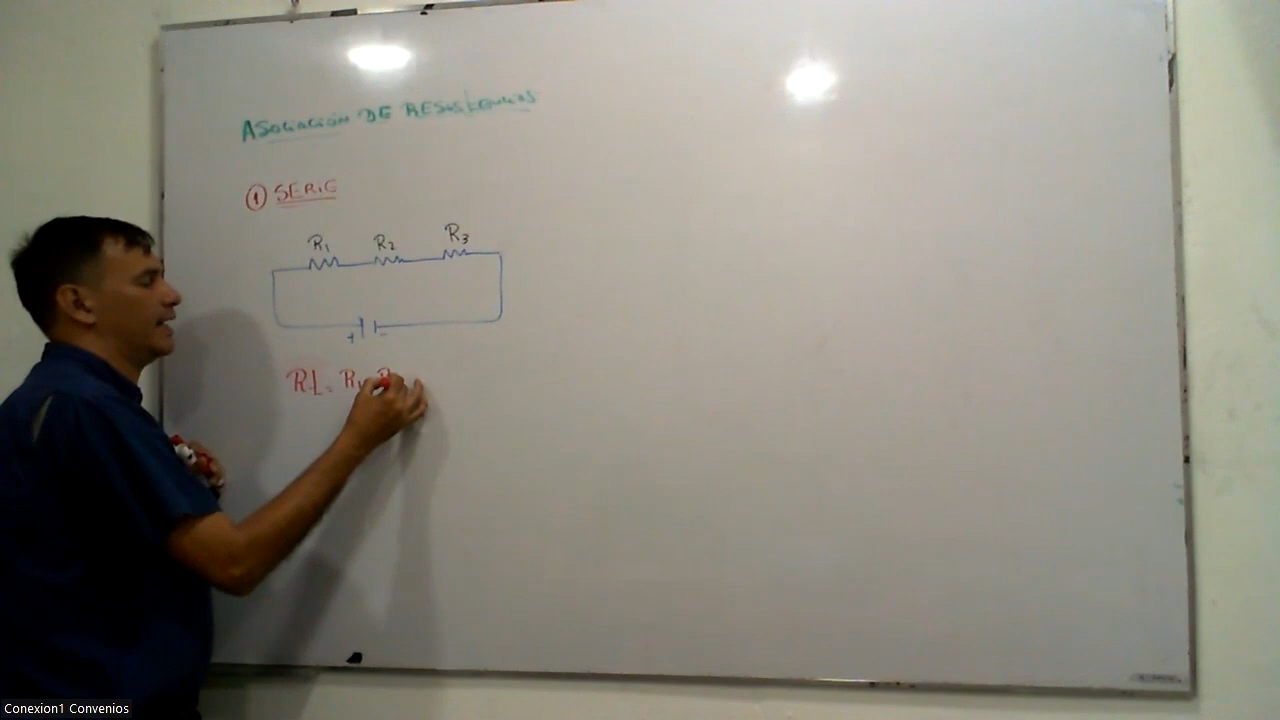 ASOCIACIÓN DE RESISTENCIAS
① SERIE
R1 R2 R3
+ -
Rt = R1
Conexion1 Convenios